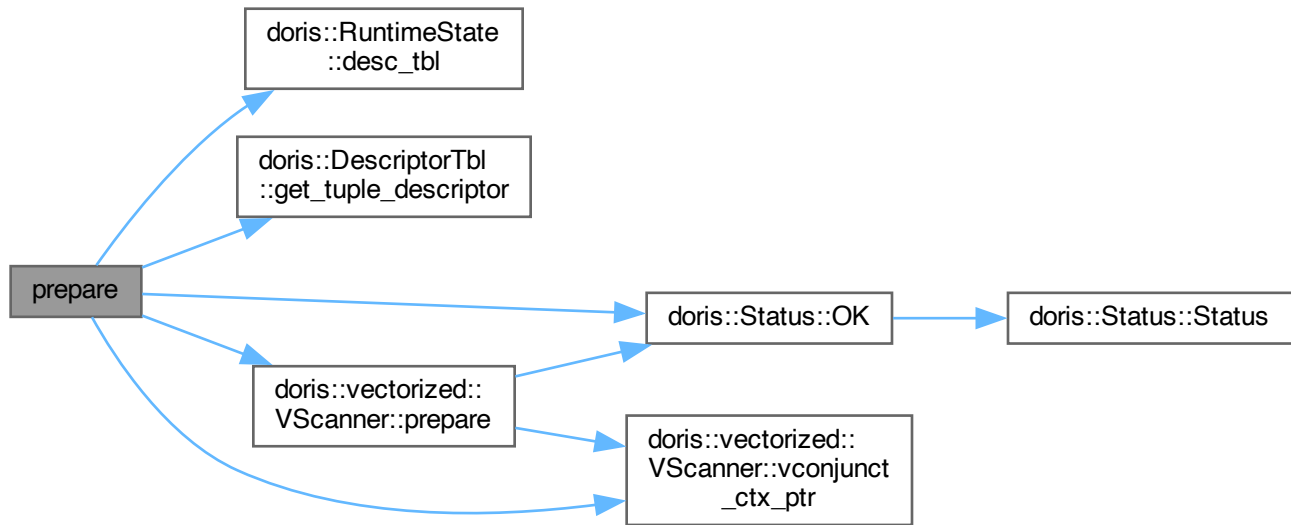 doris::RuntimeState
::desc_tbl
doris::DescriptorTbl
::get_tuple_descriptor
prepare
doris::Status::OK
doris::Status::Status
doris::vectorized::
VScanner::prepare
doris::vectorized::
VScanner::vconjunct
_ctx_ptr